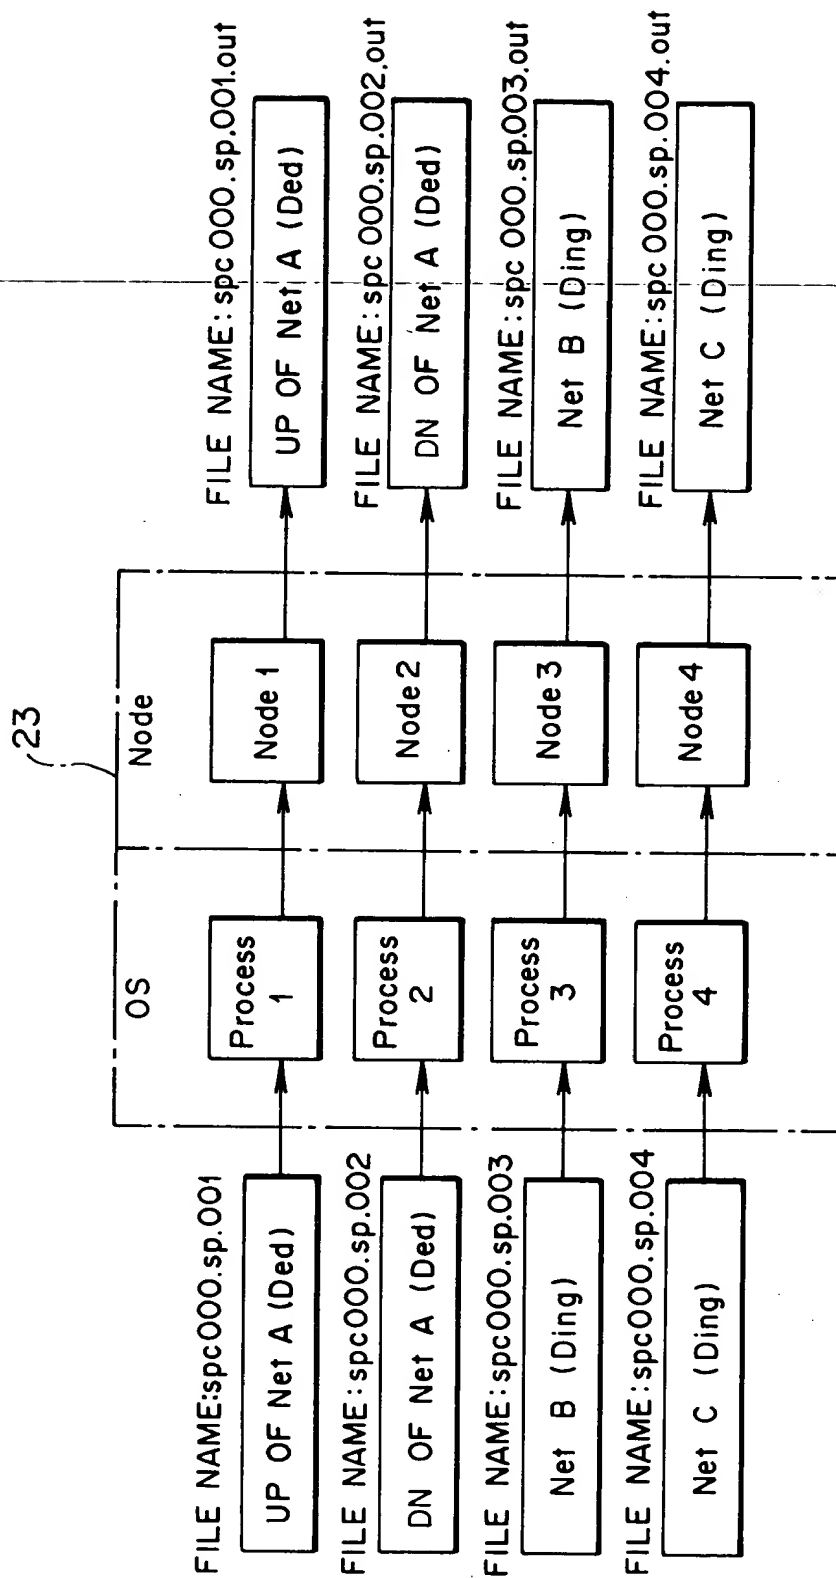 23
OS
Node
FILE NAME:spc000.sp.001
UP OF Net A (Ded)
Process
1
Node 1
FILE NAME:spc 000.sp.001.out
UP OF Net A (Ded)
FILE NAME:spc000.sp.002
DN OF Net A (Ded)
Process
2
Node 2
FILE NAME:spc 000.sp.002.out
DN OF Net A (Ded)
FILE NAME:spc000.sp.003
Net B (Ding)
Process
3
Node 3
FILE NAME:spc 000.sp.003.out
Net B (Ding)
FILE NAME:spc000.sp.004
Net C (Ding)
Process
4
Node 4
FILE NAME:spc 000.sp.004.out
Net C (Ding)